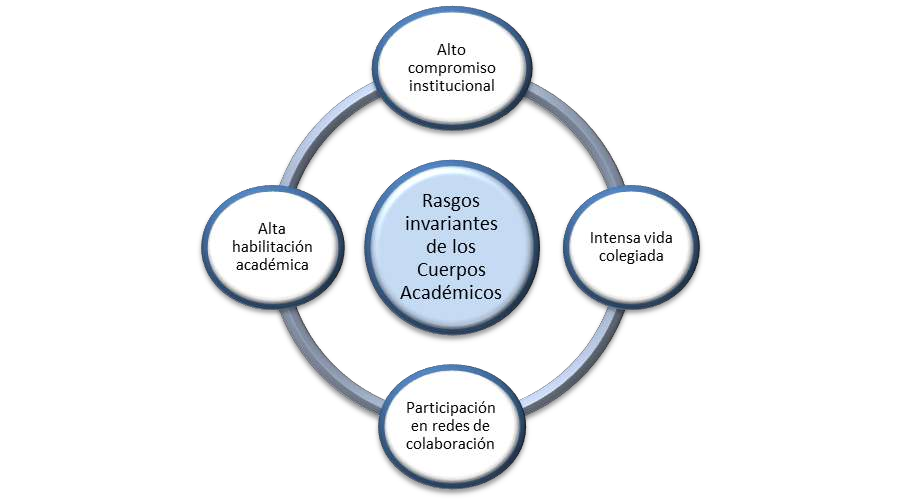 Alto
compromiso
institucional
Rasgos
invariantes
de los
Cuerpos
Académicos
Alta
habilitación
académica
Intensa vida
colegiada
Participación
en redes de
colaboración